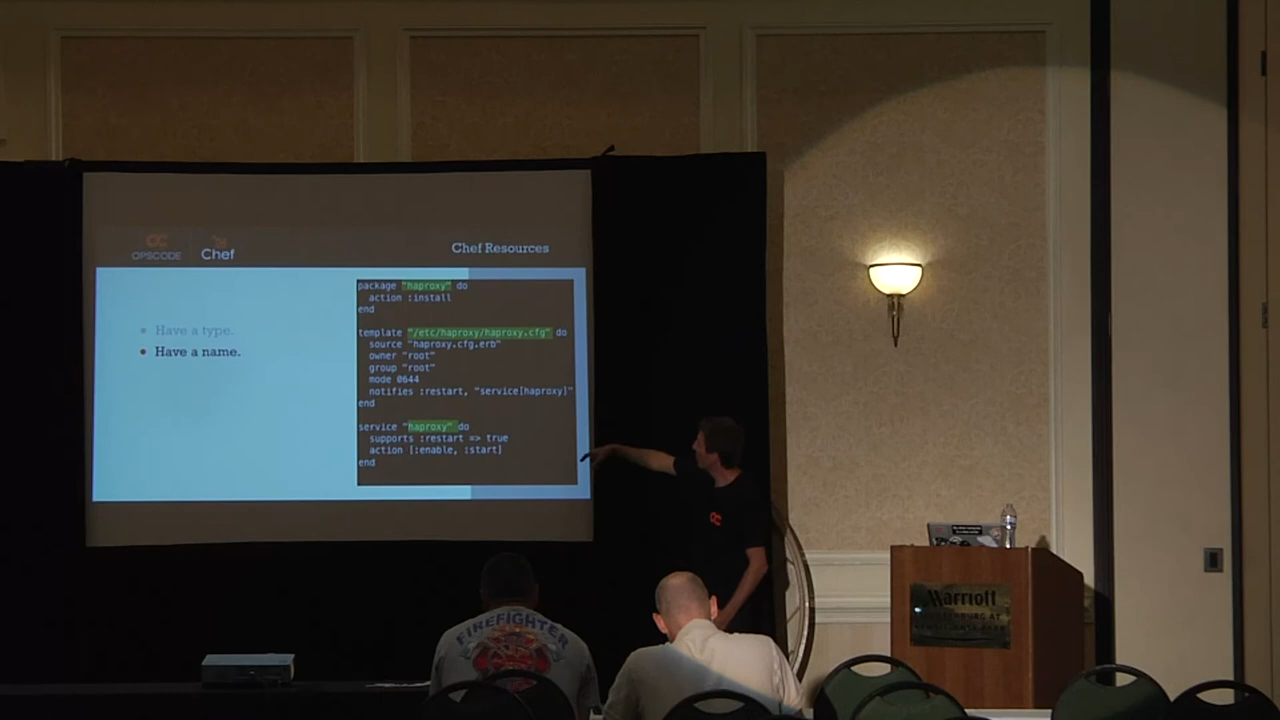 OPSCODE
Chef
Chef Resources
• Have a type.
• Have a name.
package "haproxy" do
  action :install
end
template "/etc/haproxy/haproxy.cfg" do
  source "haproxy.cfg.erb"
  owner "root"
  group "root"
  mode 0644
  notifies :restart, "service[haproxy]"
end
service "haproxy" do
  supports :restart => true
  action [:enable, :start]
end
FIREFIGHTER
Marriott